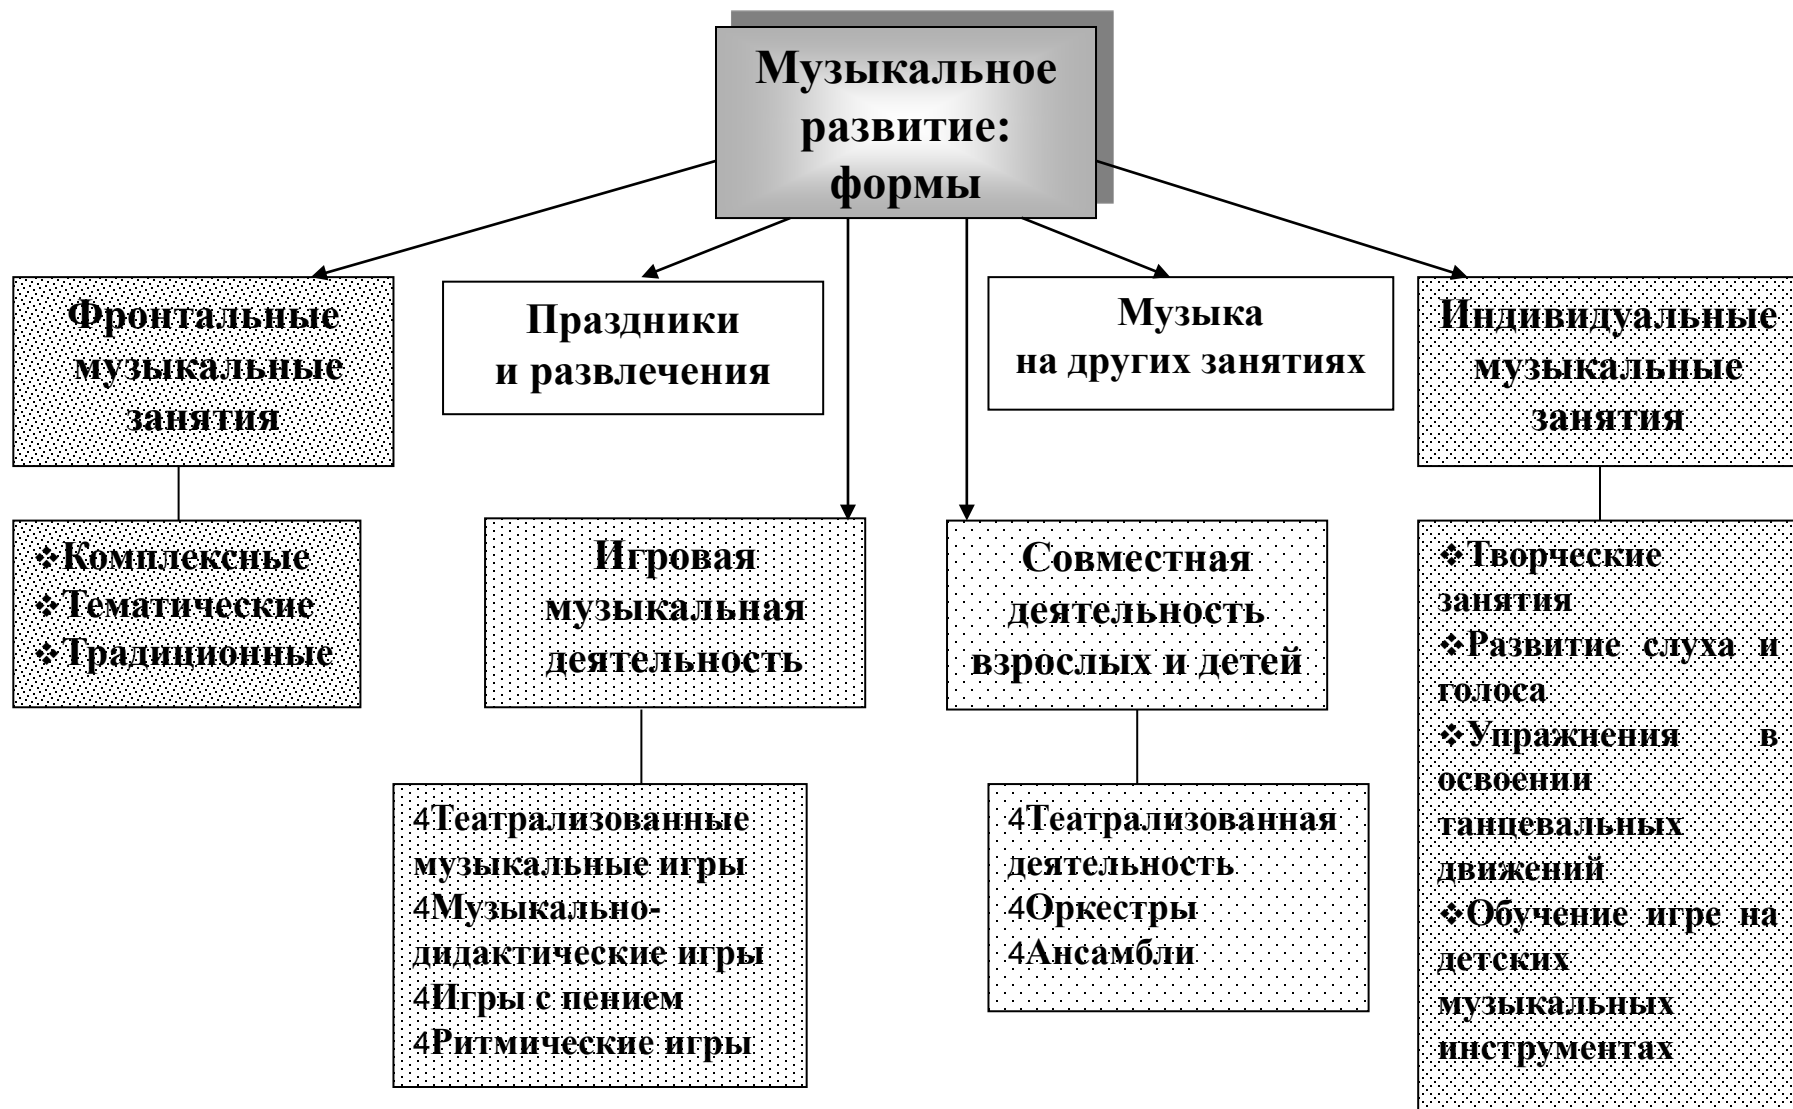 Музыкальное
развитие:
формы
Фронтальные
музыкальные
занятия
Праздники
и развлечения
Музыка
на других занятиях
Индивидуальные
музыкальные
занятия
❖Комплексные
❖Тематические
❖Традиционные
Игровая
музыкальная
деятельность
Совместная
деятельность
взрослых и детей
❖Творческие
занятия
❖Развитие слуха и
голоса
❖Упражнения в
освоении
танцевальных
движений
❖Обучение игре на
детских
музыкальных
инструментах
4Театрализованные
музыкальные игры
4Музыкально-
дидактические игры
4Игры с пением
4Ритмические игры
4Театрализованная
деятельность
4Оркестры
4Ансамбли